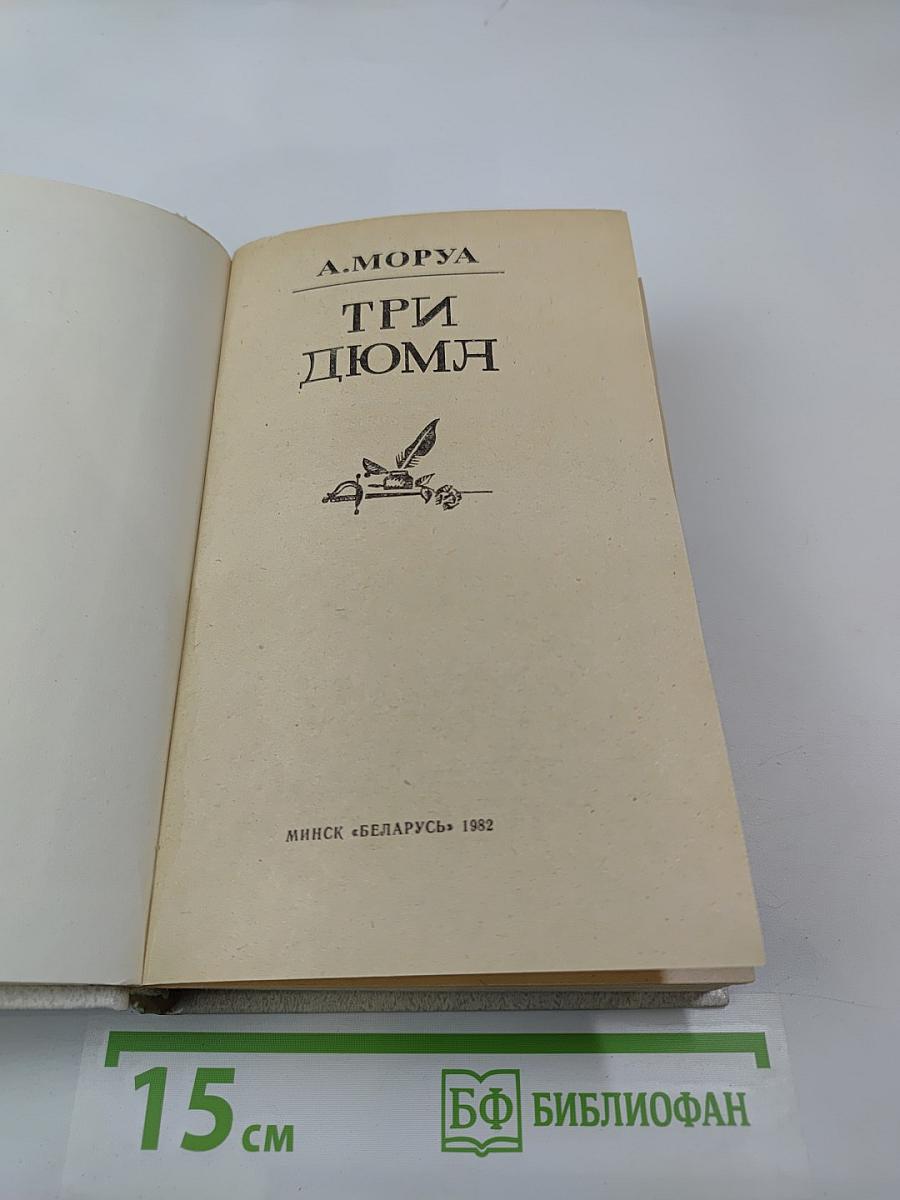 А.МОРУА
ТРИ
ДЮМА
МИНСК «БЕЛАРУСЬ» 1982
15 см
БФ БИБЛИОФАН